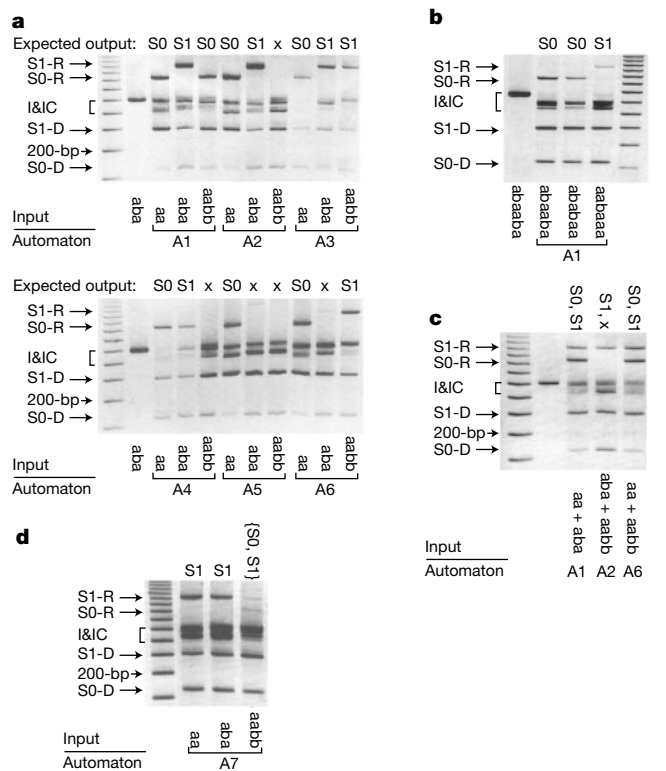 a
Expected output: S0 S1 S0 S0 S1 x S0 S1 S1
S1-R
S0-R
I&IC
S1-D
200-bp
S0-D
Input aba aa aba aabb aa aba aabb aa aba aabb
Automaton A1 A2 A3
Expected output: S0 S1 x S0 x x S0 x S1
S1-R
S0-R
I&IC
S1-D
200-bp
S0-D
Input aba aa aba aabb aa aba aabb aa aba aabb
Automaton A4 A5 A6
b
S0 S0 S1
S1-R
S0-R
I&IC
S1-D
S0-D
abaaba abaaba ababaa aabaaa
A1
c
S0, S1 S1, x S0, S1
S1-R
S0-R
I&IC
S1-D
200-bp
S0-D
Input aa + aba aba + aabb aa + aabb
Automaton A1 A2 A6
d
S1 S1 {S0, S1}
S1-R
S0-R
I&IC
S1-D
200-bp
S0-D
Input aa aba aabb
Automaton A7